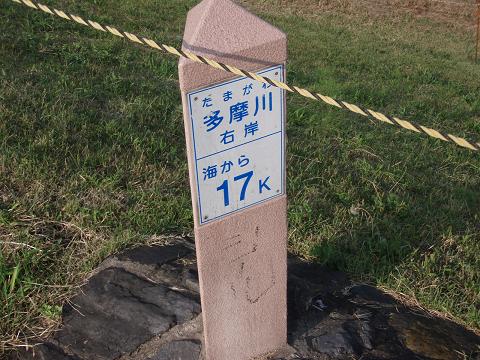 たまがわ
多摩川
右岸
海から
17K